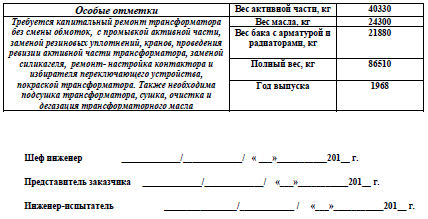 Особые отметки
Требуется капитальный ремонт трансформатора
без смены обмоток, с промывкой активной части,
заменой резиновых уплотнений, кранов, проведения
ревизии активной части трансформатора, заменой
силикагеля, ремонт- настройка контактора и
избирателя переключающего устройства,
покраской трансформатора. Также необходима
подсушка трансформатора, сушка, очистка и
дегазация трансформаторного масла
Вес активной части, кг 40330
Вес масла, кг 24300
Вес бака с арматурой и
радиаторами, кг 21880
Полный вес, кг 86510
Год выпуска 1968
Шеф инженер ____________/____________/ « ___»___________201__ г.
Представитель заказчика ____________/____________/ «___»___________201__ г.
Инженер-испытатель ____________/___________ / «___»___________201__ г.